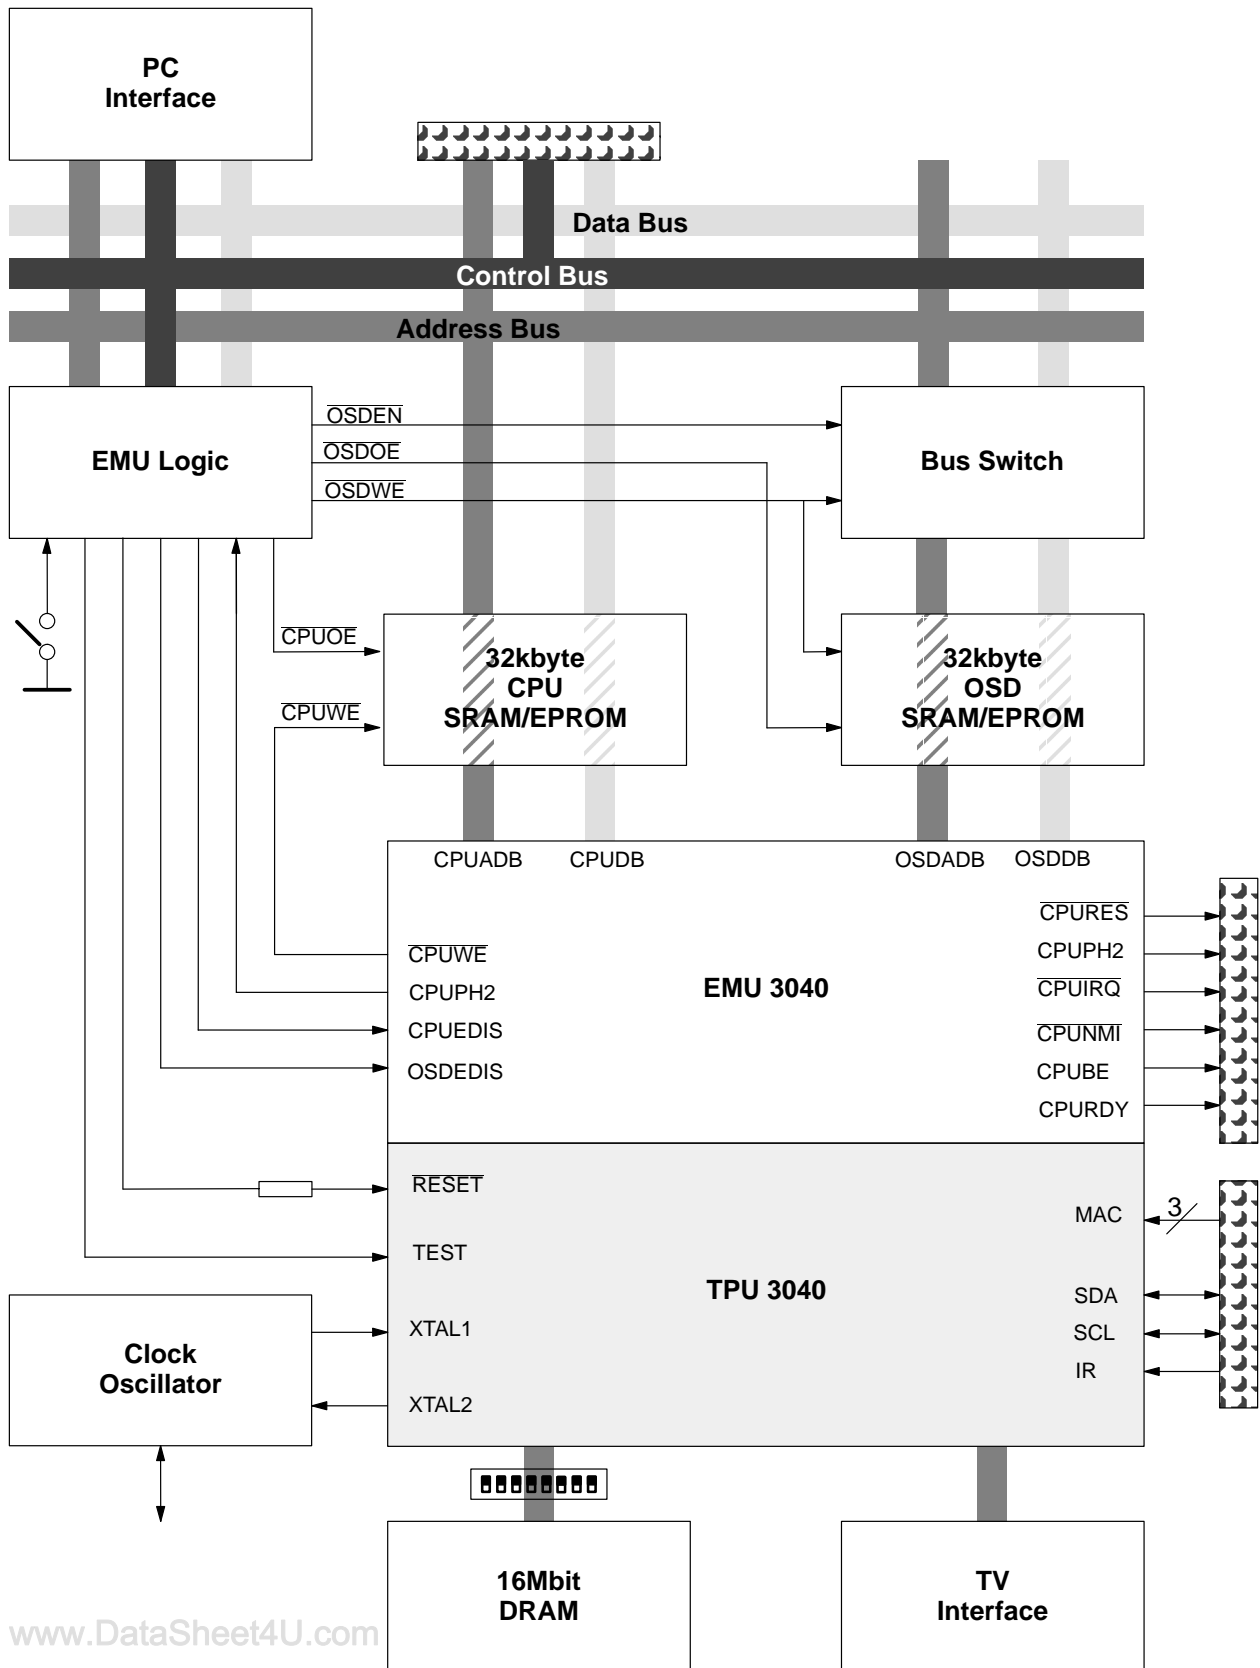 PC
Interface
Data Bus
Control Bus
Address Bus
EMU Logic
OSDEN
OSDOE
OSDWE
Bus Switch
CPUOE
CPUWE
32kbyte
CPU
SRAM/EPROM
32kbyte
OSD
SRAM/EPROM
CPUADB
CPUDB
OSDADB
OSDDB
CPUWE
CPUPH2
CPUEDIS
OSDEDIS
EMU 3040
CPURES
CPUPH2
CPUIRQ
CPUNMI
CPUBE
CPURDY
RESET
TEST
XTAL1
XTAL2
TPU 3040
MAC
3
SDA
SCL
IR
Clock
Oscillator
16Mbit
DRAM
TV
Interface
www.DataSheet4U.com